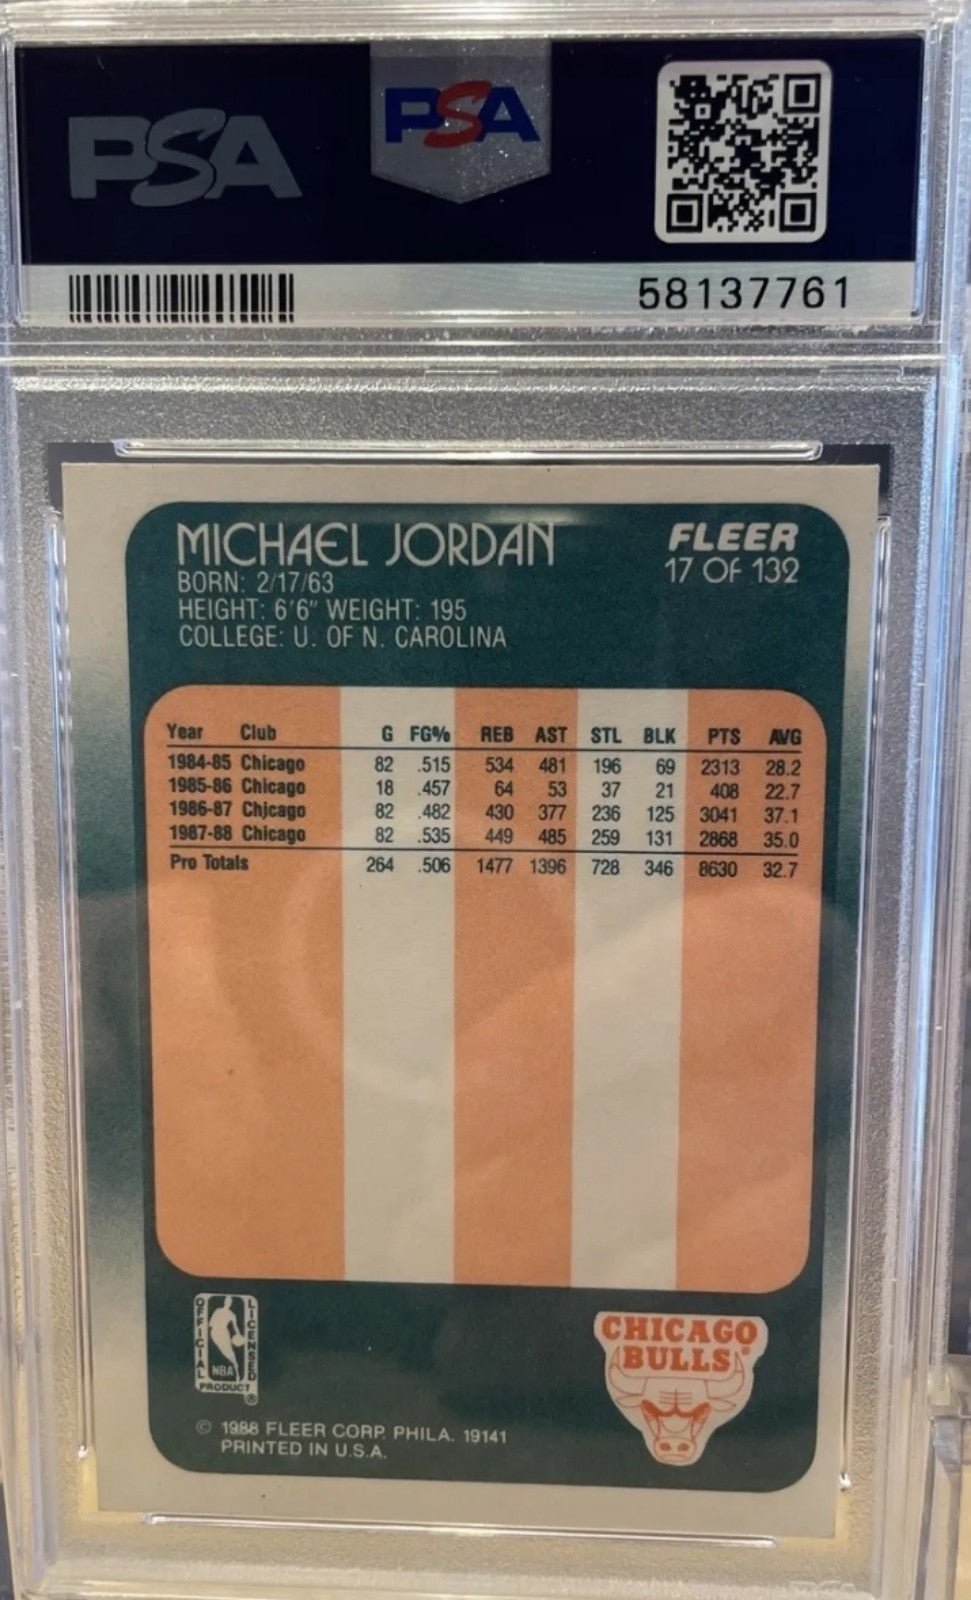 PSA
PSA
58137761
MICHAEL JORDAN
FLEER
BORN: 2/17/63
17 OF 132
HEIGHT: 6'6" WEIGHT: 195
COLLEGE: U. OF N. CAROLINA
Year Club G FG% REB AST STL BLK PTS AVG
1984-85 Chicago 82 .515 534 481 196 69 2313 28.2
1985-86 Chicago 18 .457 64 53 37 21 408 22.7
1986-87 Chicago 82 .482 430 377 236 125 3041 37.1
1987-88 Chicago 82 .535 449 485 259 131 2868 35.0
Pro Totals 264 .506 1477 1396 728 346 8630 32.7
OFFICIAL
LICENSED
NBA
PRODUCT
®
CHICAGO
BULLS®
© 1988 FLEER CORP. PHILA. 19141
PRINTED IN U.S.A.